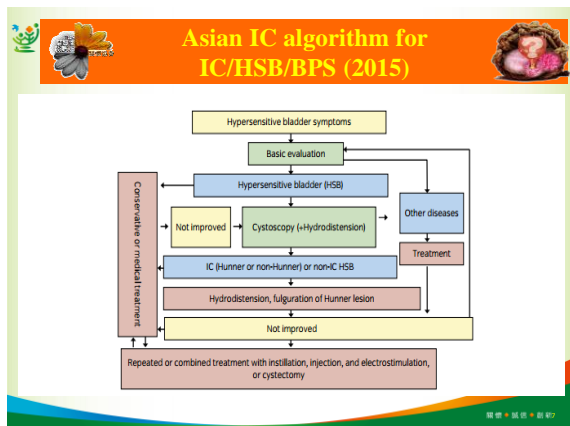 Asian IC algorithm for
IC/HSB/BPS (2015)
Hypersensitive bladder symptoms
Basic evaluation
Hypersensitive bladder (HSB)
Conservative or medical treatment
Not improved
Cystoscopy (+Hydrodistension)
Other diseases
Treatment
IC (Hunner or non-Hunner) or non-IC HSB
Hydrodistension, fulguration of Hunner lesion
Not improved
Repeated or combined treatment with instillation, injection, and electrostimulation,
or cystectomy